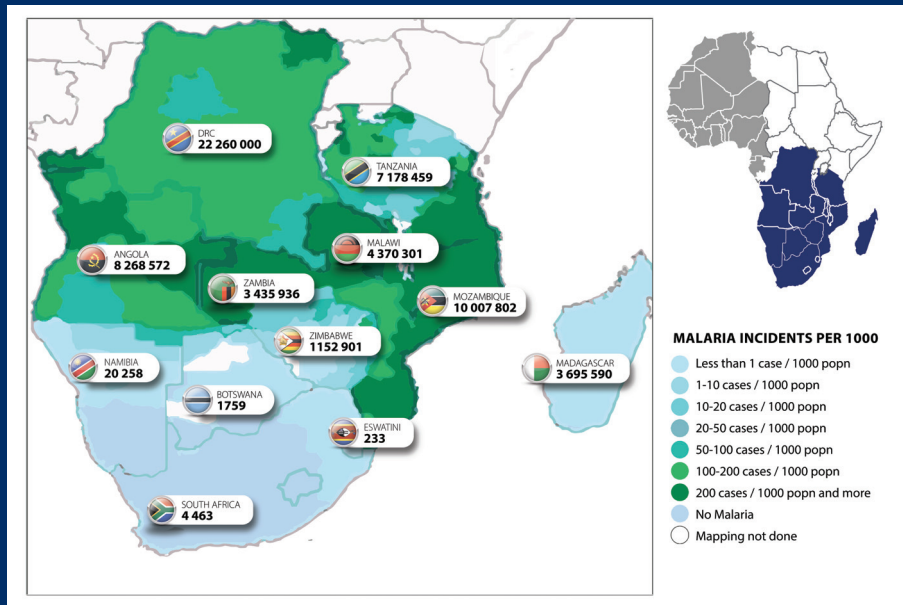 DRC
22 260 000
TANZANIA
7 178 459
MALAWI
4 370 301
ANGOLA
8 268 572
ZAMBIA
3 435 936
MOZAMBIQUE
10 007 802
ZIMBABWE
1152 901
NAMIBIA
20 258
BOTSWANA
1759
MADAGASCAR
3 695 590
ESWATINI
233
SOUTH AFRICA
4 463
MALARIA INCIDENTS PER 1000
Less than 1 case / 1000 popn
1-10 cases / 1000 popn
10-20 cases / 1000 popn
20-50 cases / 1000 popn
50-100 cases / 1000 popn
100-200 cases / 1000 popn
200 cases / 1000 popn and more
No Malaria
Mapping not done